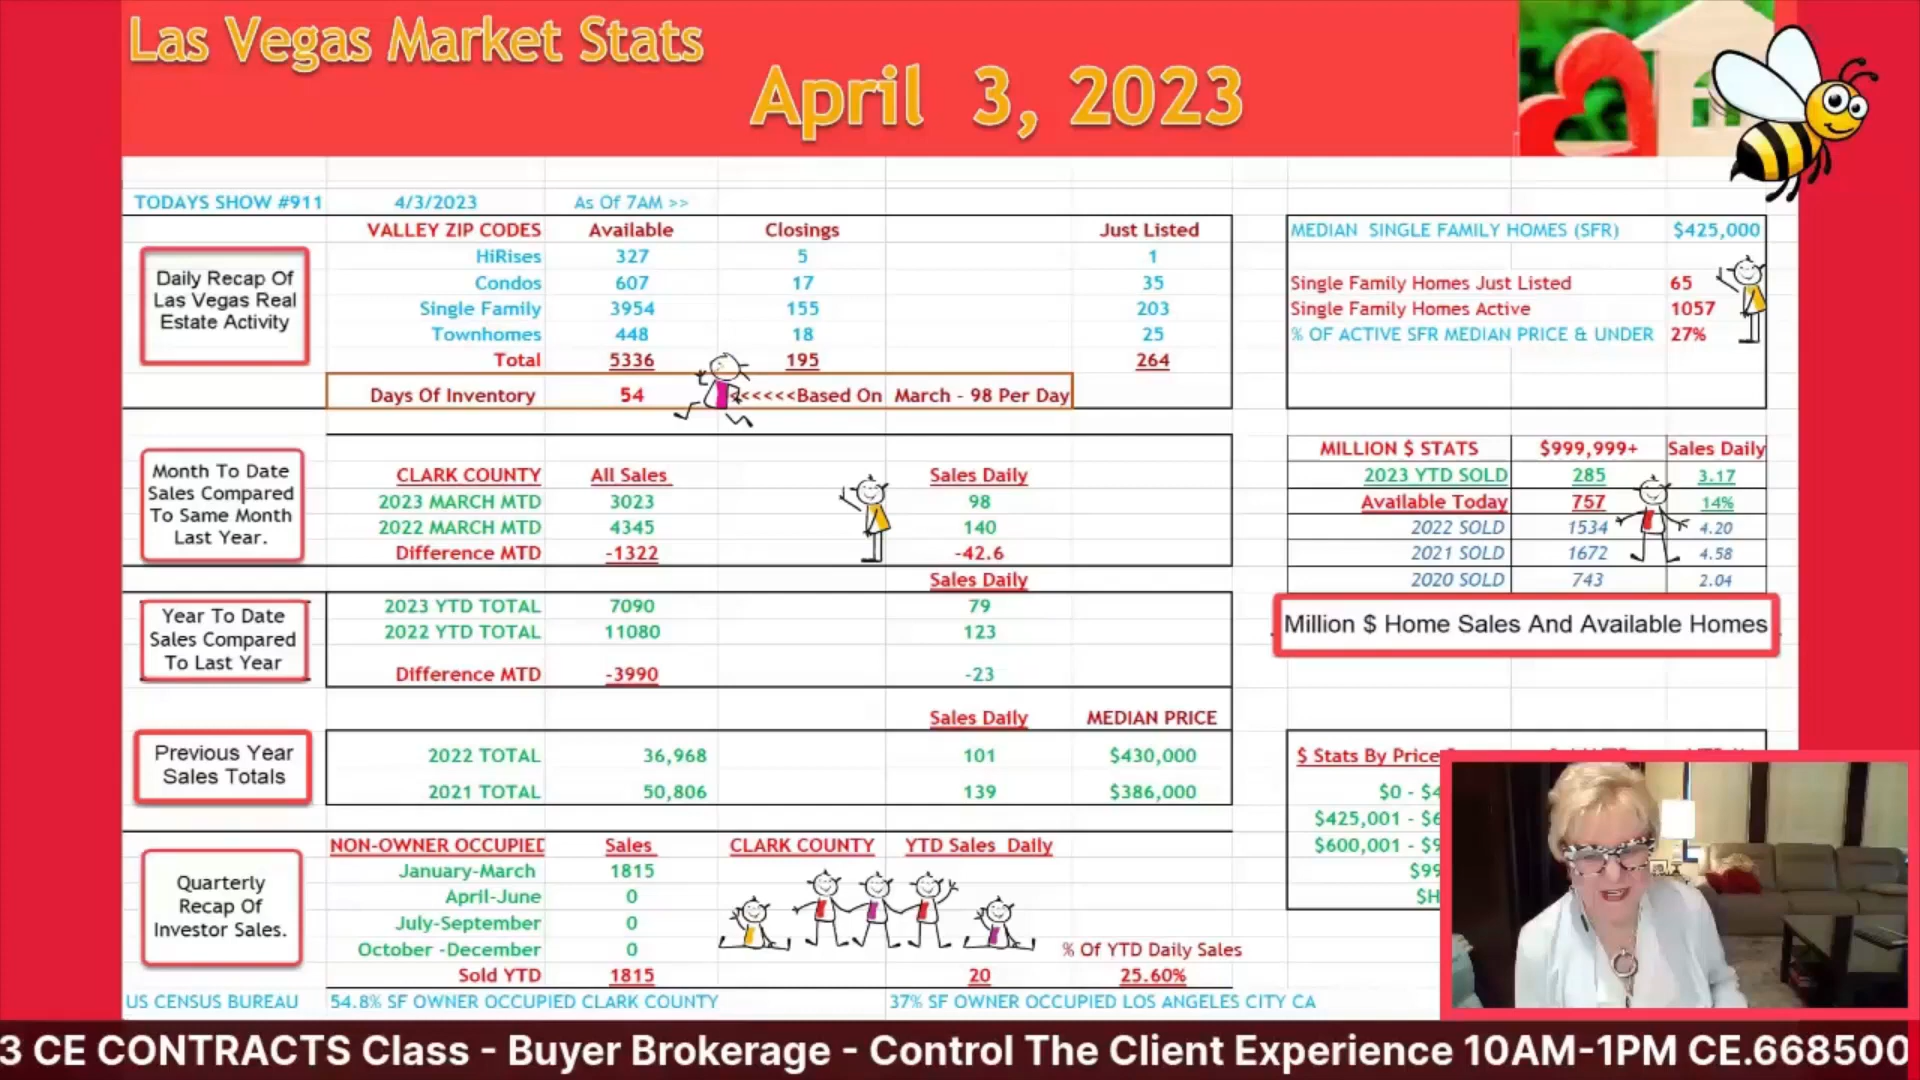 Las Vegas Market Stats
April 3, 2023
TODAYS SHOW #911 4/3/2023 As Of 7AM >>
VALLEY ZIP CODES Available Closings Just Listed
HiRises 327 5 1
Condos 607 17 35
Single Family 3954 155 203
Townhomes 448 18 25
Total 5336 195 264
Days Of Inventory 54 <<<<<Based On March - 98 Per Day
Daily Recap Of
Las Vegas Real
Estate Activity
MEDIAN SINGLE FAMILY HOMES (SFR) $425,000
Single Family Homes Just Listed 65
Single Family Homes Active 1057
% OF ACTIVE SFR MEDIAN PRICE & UNDER 27%
Month To Date
Sales Compared
To Same Month
Last Year.
CLARK COUNTY All Sales Sales Daily
2023 MARCH MTD 3023 98
2022 MARCH MTD 4345 140
Difference MTD -1322 -42.6
MILLION $ STATS $999,999+ Sales Daily
2023 YTD SOLD 285 3.17
Available Today 757 14%
2022 SOLD 1534 4.20
2021 SOLD 1672 4.58
2020 SOLD 743 2.04
Million $ Home Sales And Available Homes
Year To Date
Sales Compared
To Last Year
Sales Daily
2023 YTD TOTAL 7090 79
2022 YTD TOTAL 11080 123
Difference MTD -3990 -23
Previous Year
Sales Totals
Sales Daily MEDIAN PRICE
2022 TOTAL 36,968 101 $430,000
2021 TOTAL 50,806 139 $386,000
$ Stats By Price
$0 - $4
$425,001 - $6
$600,001 - $9
$99
$H
Quarterly
Recap Of
Investor Sales.
NON-OWNER OCCUPIED Sales CLARK COUNTY YTD Sales Daily
January-March 1815
April-June 0
July-September 0
October -December 0 % Of YTD Daily Sales
Sold YTD 1815 20 25.60%
US CENSUS BUREAU 54.8% SF OWNER OCCUPIED CLARK COUNTY 37% SF OWNER OCCUPIED LOS ANGELES CITY CA
3 CE CONTRACTS Class - Buyer Brokerage - Control The Client Experience 10AM-1PM CE.668500